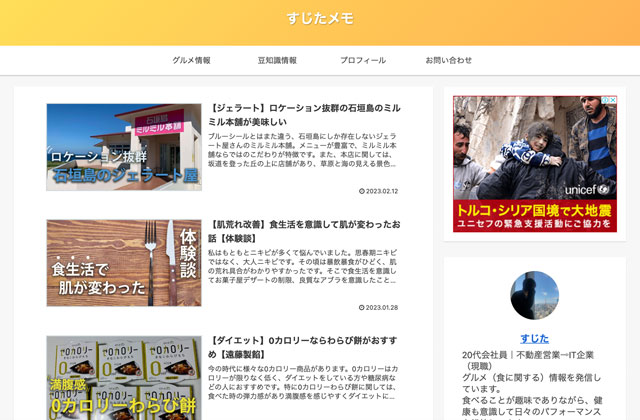 すじたメモ
グルメ情報
豆知識情報
プロフィール
お問い合わせ
石垣島
ミルミル本舗
ロケーション抜群
石垣島のジェラート屋
【ジェラート】ロケーション抜群の石垣島のミル
ミル本舗が美味しい
ブルーシールとはまた違う、石垣島にしか存在しないジェラ
ート屋さんのミルミル本舗。メニューが豊富で、ミルミル本
舗ならではのこだわりが特徴です。また、本店に関しては、
坂道を登った丘の上に店舗があり、草原と海の見える景色...
2023.02.12
食生活で
肌が変わった
体験談
【肌荒れ改善】食生活を意識して肌が変わったお
話【体験談】
私はもともとニキビが多くて悩んでいました。思春期ニキビ
ではなく、大人ニキビです。その頃は暴飲暴食がひどく、肌
の荒れ具合がわかりやすかったです。そこで食生活を意識し
てお菓子屋デザートの制限、良質なアブラを意識したこと...
2023.01.28
ゼロカロリー
満腹感
0カロリーわらび餅
【ダイエット】0カロリーならわらび餅がおすす
め【遠藤製餡】
今の時代に様々な0カロリー商品があります。0カロリーはカ
ロリーが限りなく低く、ダイエットをしている方や糖尿病な
どの人におすすめです。特に0カロリーわらび餅に関しては、
食べた時の弾力感があり満腹感を感じやすくダイエットに...
unicef
トルコ・シリア国境で大地震
ユニセフの緊急支援活動にご協力を
すじた
20代会社員｜不動産営業→IT企業
（現職）
グルメ（食に関する）情報を発信し
ています。
食べることが趣味でありながら、健
康も意識して日々のパフォーマンス